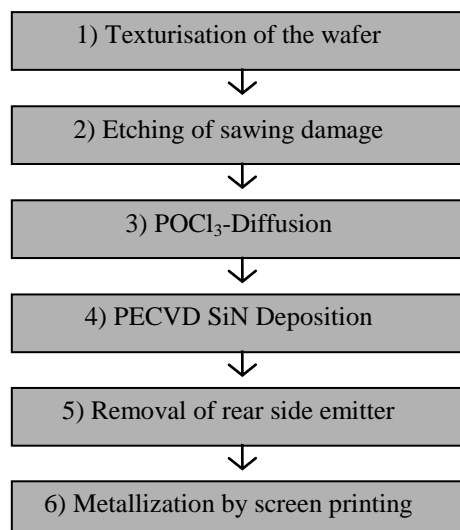 1) Texturisation of the wafer
2) Etching of sawing damage
3) POCl₃-Diffusion
4) PECVD SiN Deposition
5) Removal of rear side emitter
6) Metallization by screen printing